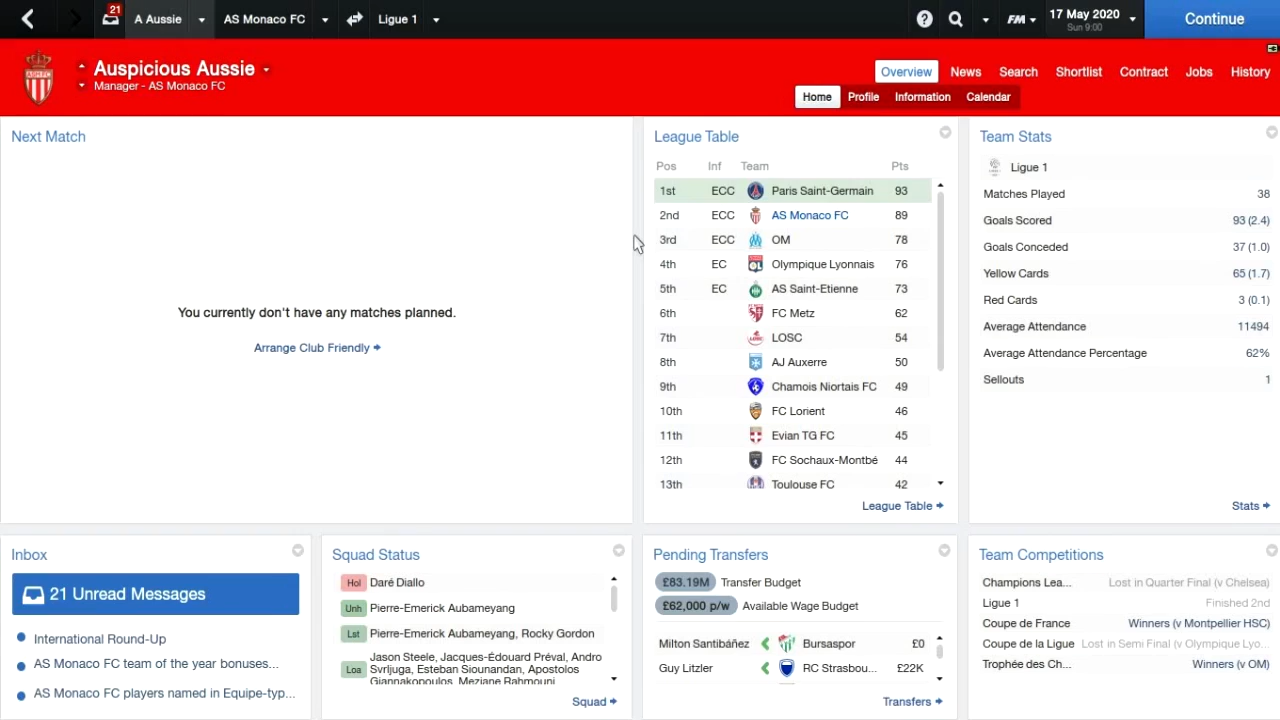 21
A Aussie
AS Monaco FC
Ligue 1
?
FM
17 May 2020
Sun 9:00
Continue
Auspicious Aussie
Manager - AS Monaco FC
Overview News Search Shortlist Contract Jobs History
Home Profile Information Calendar
Next Match
You currently don't have any matches planned.
Arrange Club Friendly
League Table
Pos Inf Team Pts
1st ECC Paris Saint-Germain 93
2nd ECC AS Monaco FC 89
3rd ECC OM 78
4th EC Olympique Lyonnais 76
5th EC AS Saint-Etienne 73
6th FC Metz 62
7th LOSC 54
8th AJ Auxerre 50
9th Chamois Niortais FC 49
10th FC Lorient 46
11th Evian TG FC 45
12th FC Sochaux-Montbé 44
13th Toulouse FC 42
League Table
Team Stats
Ligue 1
Matches Played 38
Goals Scored 93 (2.4)
Goals Conceded 37 (1.0)
Yellow Cards 65 (1.7)
Red Cards 3 (0.1)
Average Attendance 11494
Average Attendance Percentage 62%
Sellouts 1
Stats
Inbox
21 Unread Messages
International Round-Up
AS Monaco FC team of the year bonuses...
AS Monaco FC players named in Equipe-typ...
Squad Status
Hol Daré Diallo
Unh Pierre-Emerick Aubameyang
Lst Pierre-Emerick Aubameyang, Rocky Gordon
Loa Jason Steele, Jacques-Édouard Préval, Andro
Svrljuga, Esteban Siounandan, Apostolos
Giannakopoulos, Meziane Rahmouni
Squad
Pending Transfers
£83.19M Transfer Budget
£62,000 p/w Available Wage Budget
Milton Santibáñez Bursaspor £0
Guy Litzler RC Strasbou... £22K
Transfers
Team Competitions
Champions Lea... Lost in Quarter Final (v Chelsea)
Ligue 1 Finished 2nd
Coupe de France Winners (v Montpellier HSC)
Coupe de la Ligue Lost in Semi Final (v Olympique Lyo...
Trophée des Ch... Winners (v OM)